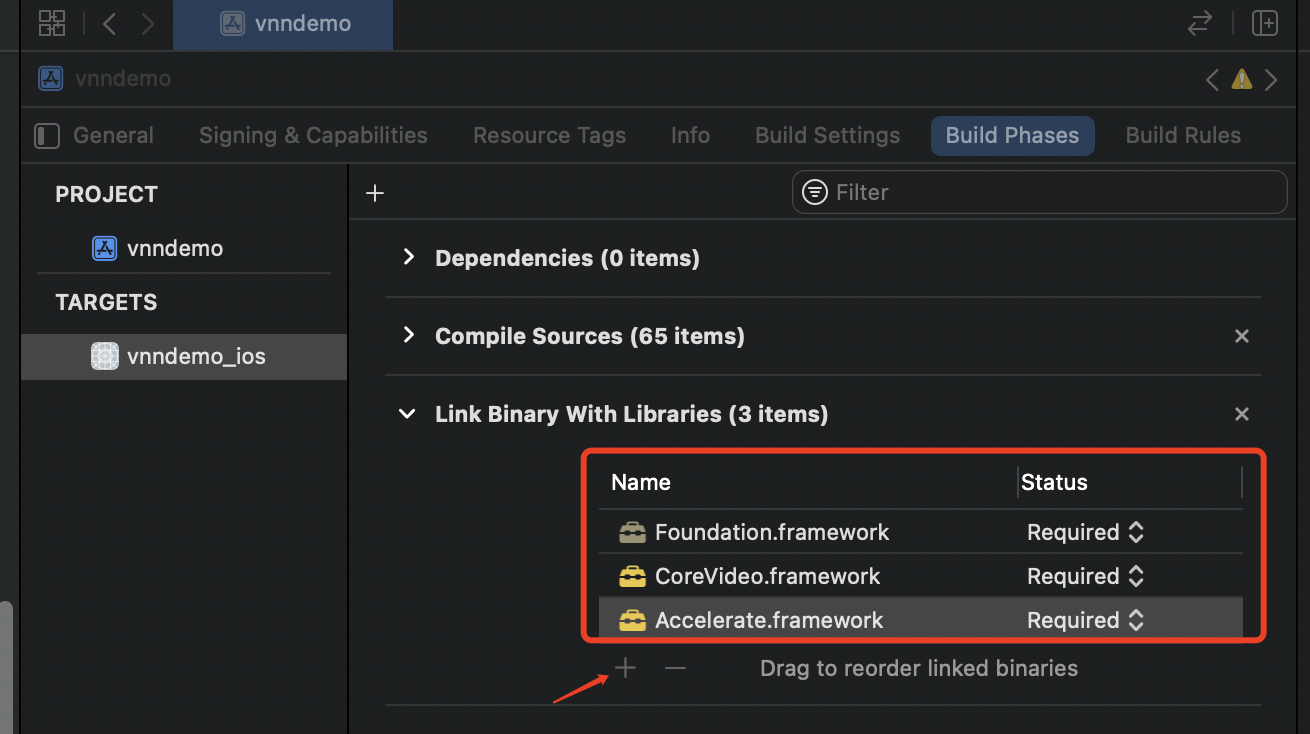 vnndemo
vnndemo
General Signing & Capabilities Resource Tags Info Build Settings Build Phases Build Rules
PROJECT
vnndemo
TARGETS
vnndemo_ios
Filter
Dependencies (0 items)
Compile Sources (65 items)
Link Binary With Libraries (3 items)
Name Status
Foundation.framework Required
CoreVideo.framework Required
Accelerate.framework Required
Drag to reorder linked binaries